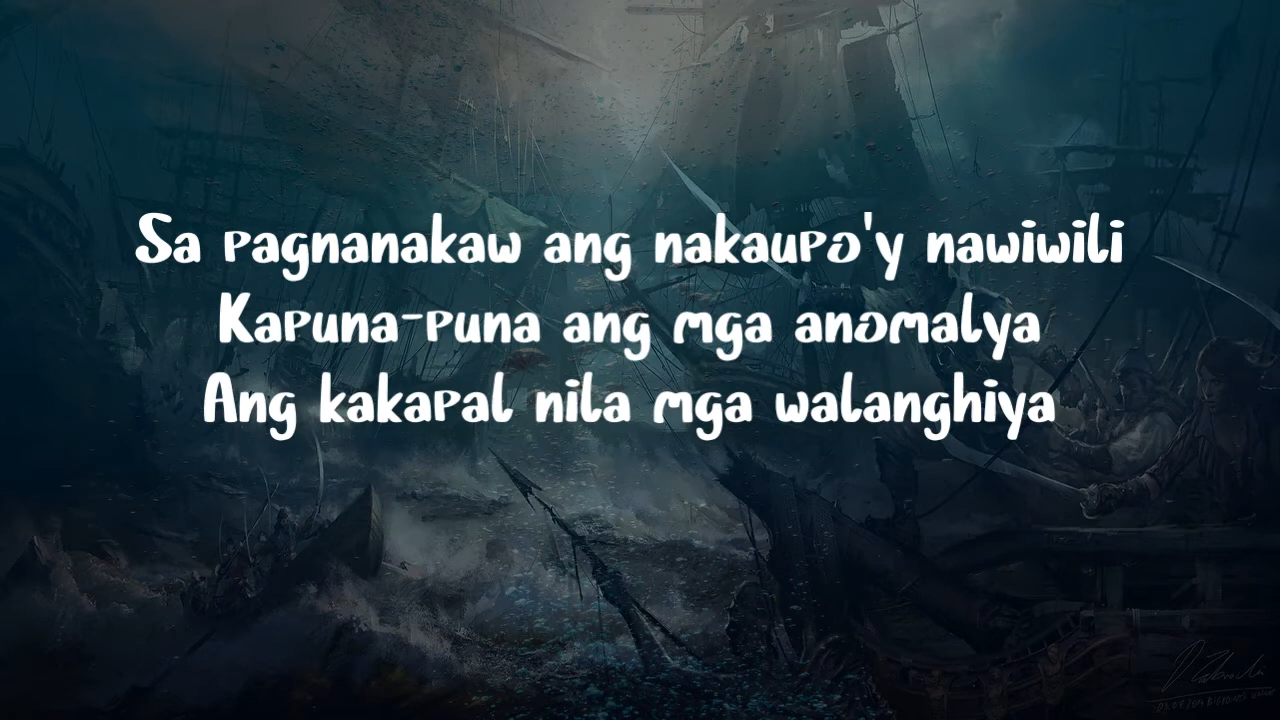 Sa pagnanakaw ang nakaupo'y nawiwili
Kapuna-puna ang mga anomalya
Ang kakapal nila mga walanghiya